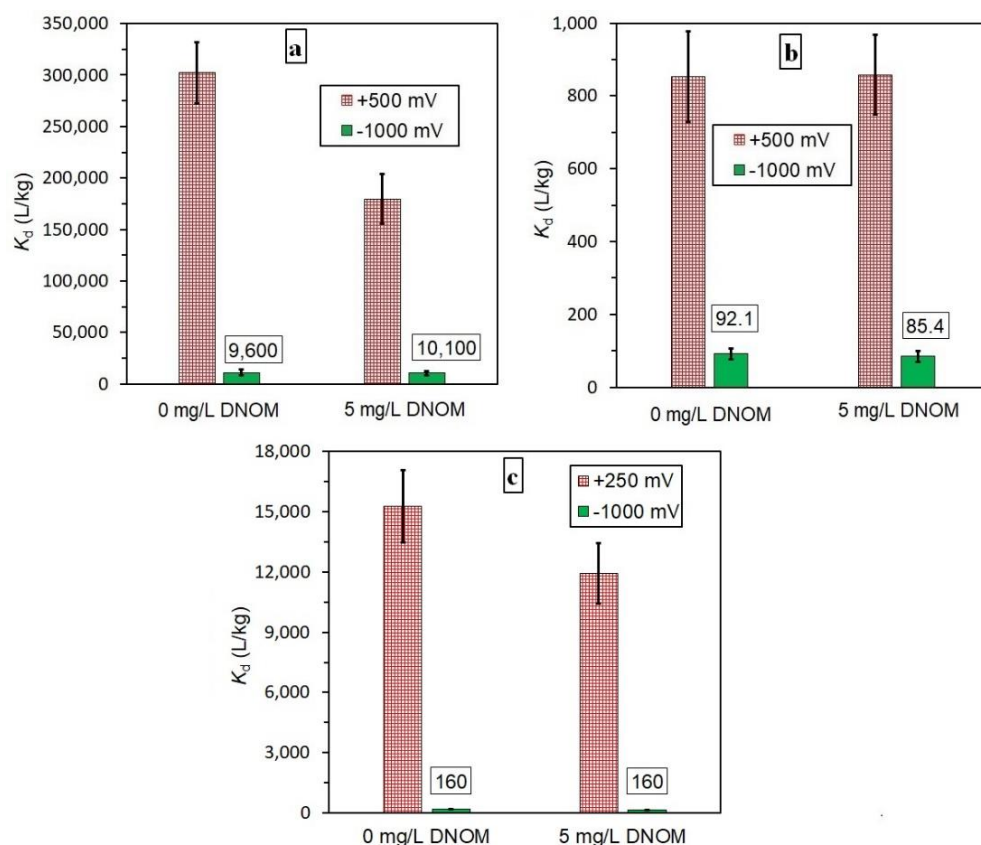 a
350,000
300,000
250,000
200,000
150,000
100,000
50,000
0
Kd (L/kg)
+500 mV
-1000 mV
9,600
10,100
0 mg/L DNOM
5 mg/L DNOM
b
1,000
800
600
400
200
0
Kd (L/kg)
+500 mV
-1000 mV
92.1
85.4
0 mg/L DNOM
5 mg/L DNOM
c
18,000
15,000
12,000
9,000
6,000
3,000
0
Kd (L/kg)
+250 mV
-1000 mV
160
160
0 mg/L DNOM
5 mg/L DNOM